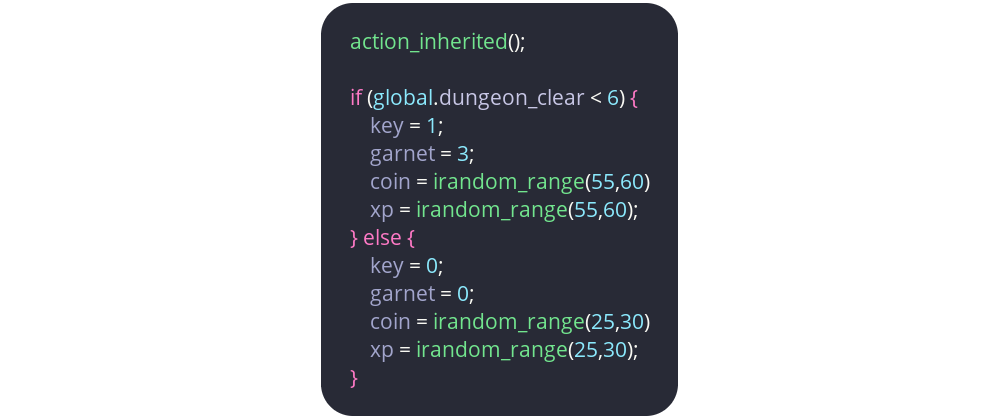 action_inherited();
if (global.dungeon_clear < 6) {
key = 1;
garnet = 3;
coin = irandom_range(55,60)
xp = irandom_range(55,60);
} else {
key = 0;
garnet = 0;
coin = irandom_range(25,30)
xp = irandom_range(25,30);
}